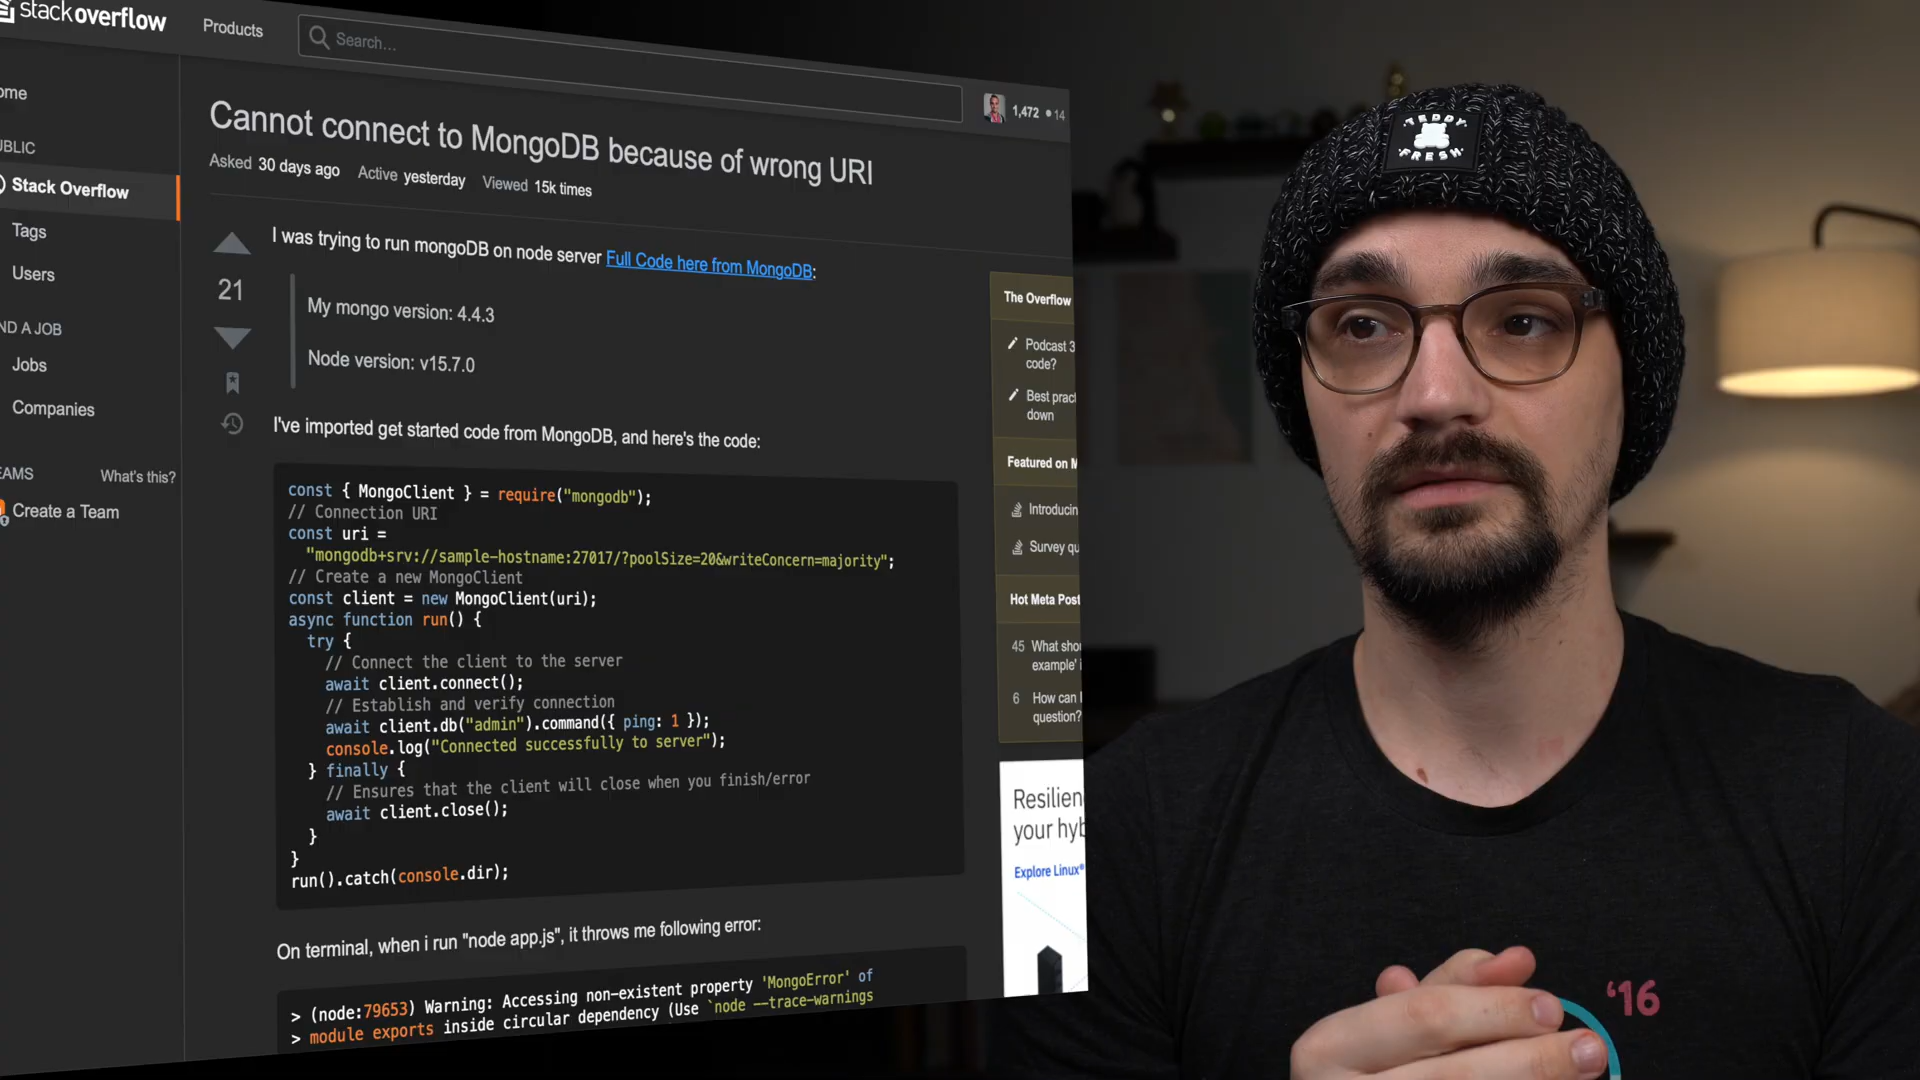 stackoverflow
Products
Search...
1,472 14
Cannot connect to MongoDB because of wrong URI
Asked 30 days ago Active yesterday Viewed 15k times
Stack Overflow
Tags
Users
Jobs
Companies
What's this?
Create a Team
21
I was trying to run mongoDB on node server Full Code here from MongoDB:
My mongo version: 4.4.3
Node version: v15.7.0
I've imported get started code from MongoDB, and here's the code:
const { MongoClient } = require("mongodb");
// Connection URI
const uri =
"mongodb+srv://sample-hostname:27017/?poolSize=20&writeConcern=majority";
// Create a new MongoClient
const client = new MongoClient(uri);
async function run() {
try {
// Connect the client to the server
await client.connect();
// Establish and verify connection
await client.db("admin").command({ ping: 1 });
console.log("Connected successfully to server");
} finally {
// Ensures that the client will close when you finish/error
await client.close();
}
}
run().catch(console.dir);
On terminal, when i run "node app.js", it throws me following error:
> (node:79653) Warning: Accessing non-existent property 'MongoError' of
> module exports inside circular dependency (Use `node --trace-warnings
The Overflow
Podcast 3
code?
Best prac
down
Featured on M
Introducin
Survey qu
Hot Meta Post
45 What shou
example' i
6 How can
question?
Resilien
your hyb
Explore Linux®
TEDDY
FRESH
‘16